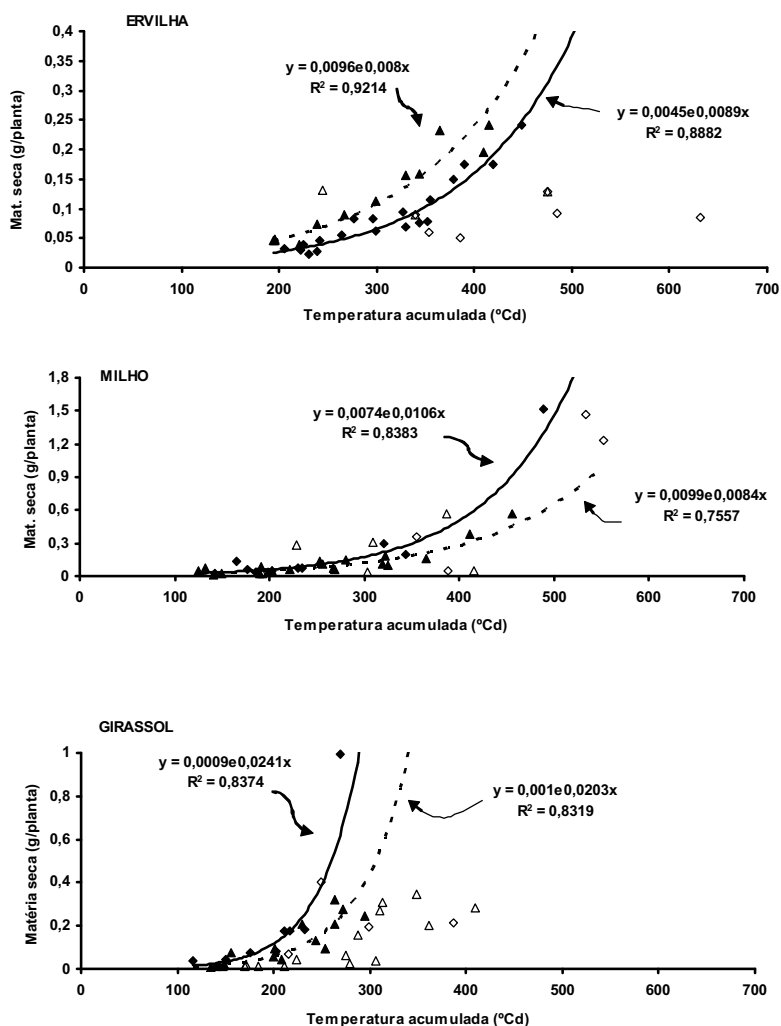 ERVILHA
0,4
0,35
0,3
0,25
0,2
0,15
0,1
0,05
0
Mat. seca (g/planta)
y = 0,0096e0,008x
R² = 0,9214
y = 0,0045e0,0089x
R² = 0,8882
0 100 200 300 400 500 600 700
Temperatura acumulada (ºCd)
MILHO
1,8
1,5
1,2
0,9
0,6
0,3
0
Mat. seca (g/planta)
y = 0,0074e0,0106x
R² = 0,8383
y = 0,0099e0,0084x
R² = 0,7557
0 100 200 300 400 500 600 700
Temperatura acumulada (ºCd)
GIRASSOL
1
0,8
0,6
0,4
0,2
0
Matéria seca (g/planta)
y = 0,0009e0,0241x
R² = 0,8374
y = 0,001e0,0203x
R² = 0,8319
0 100 200 300 400 500 600 700
Temperatura acumulada (ºCd)